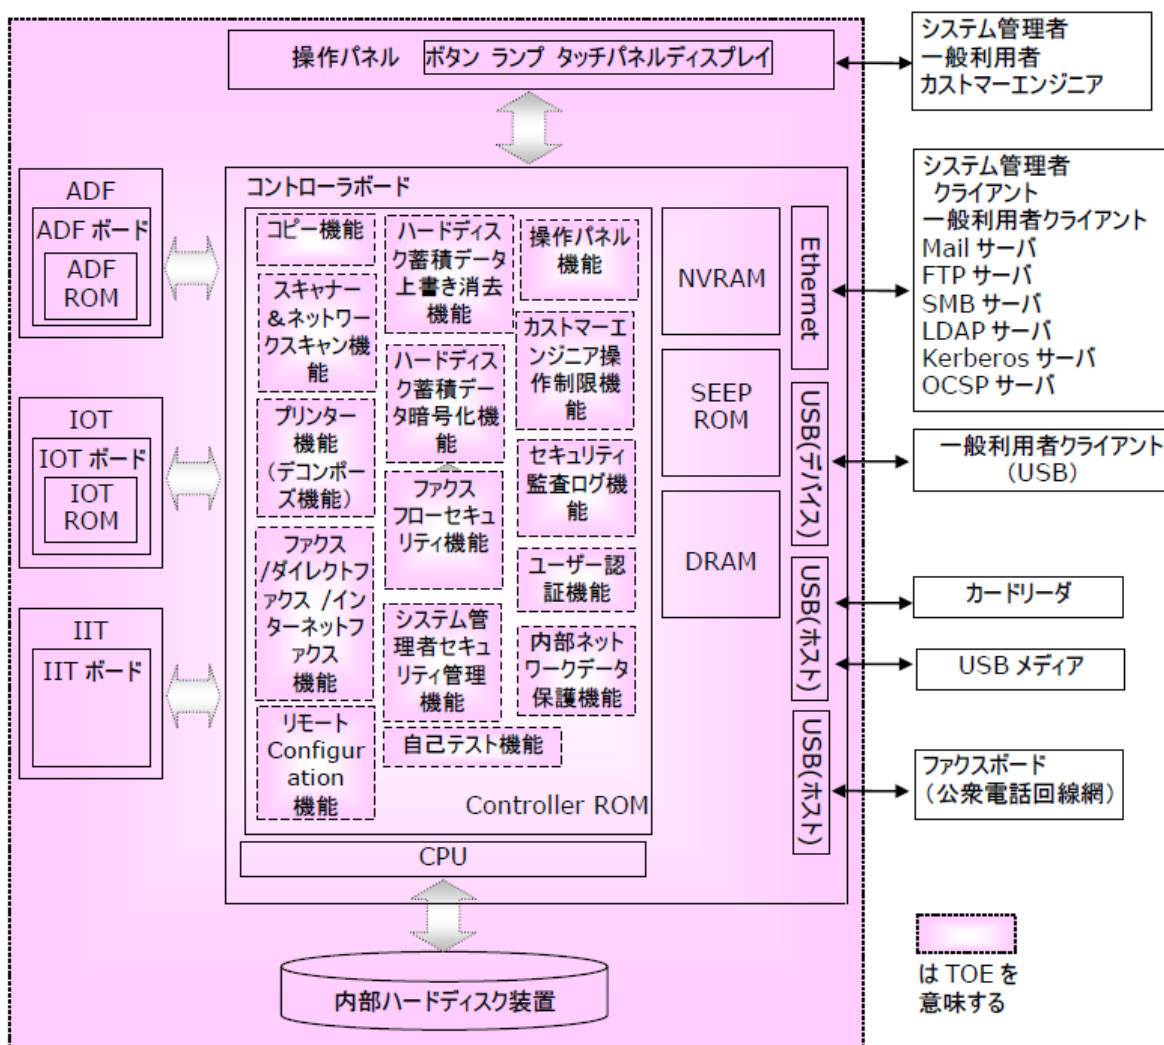 操作パネル
ボタン ランプ タッチパネルディスプレイ
システム管理者
一般利用者
カストマーエンジニア
ADF
ADF ボード
ADF
ROM
IOT
IOT ボード
IOT
ROM
IIT
IIT ボード
コントローラボード
コピー機能
スキャナー
＆ネットワー
クスキャン機
能
プリンター
機能
（デコンポー
ズ機能）
ファクス
/ダイレクトフ
ァクス /イン
ターネットフ
ァクス
機能
リモート
Configur
ation
機能
ハードディス
ク蓄積データ
上書き消去
機能
ハードディス
ク蓄積デー
タ暗号化機
能
ファクス
フローセキュ
リティ機能
システム管
理者セキュ
リティ管理
機能
自己テスト機能
操作パネル
機能
カストマーエ
ンジニア操
作制限機
能
セキュリティ
監査ログ機
能
ユーザー認
証機能
内部ネット
ワークデータ
保護機能
Controller ROM
CPU
NVRAM
SEEP
ROM
DRAM
Ethernet
USB(デバイス)
USB(ホスト)
USB(ホスト)
システム管理者
クライアント
一般利用者クライアント
Mail サーバ
FTP サーバ
SMB サーバ
LDAP サーバ
Kerberos サーバ
OCSP サーバ
一般利用者クライアント
(USB)
カードリーダ
USB メディア
ファクスボード
（公衆電話回線網）
内部ハードディスク装置
は TOE を
意味する